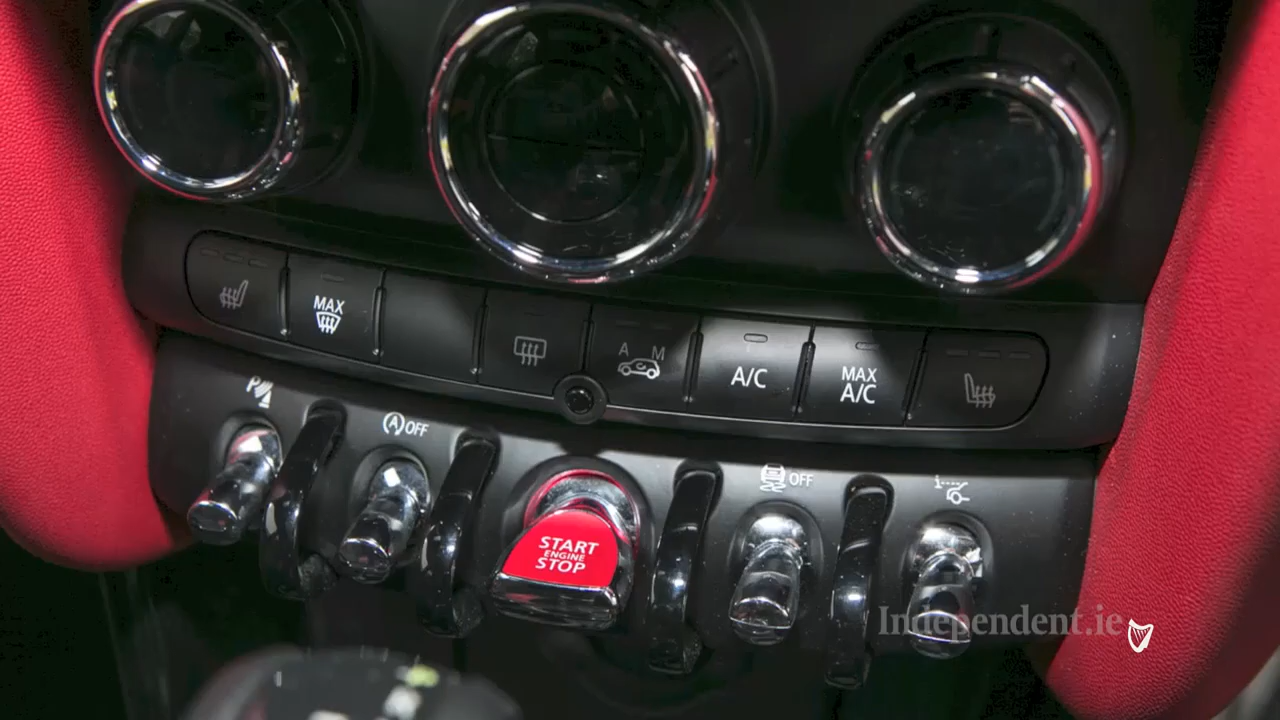 MAX
A M
A/C
MAX
A/C
P
A OFF
OFF
START
ENGINE
STOP
Independent.ie